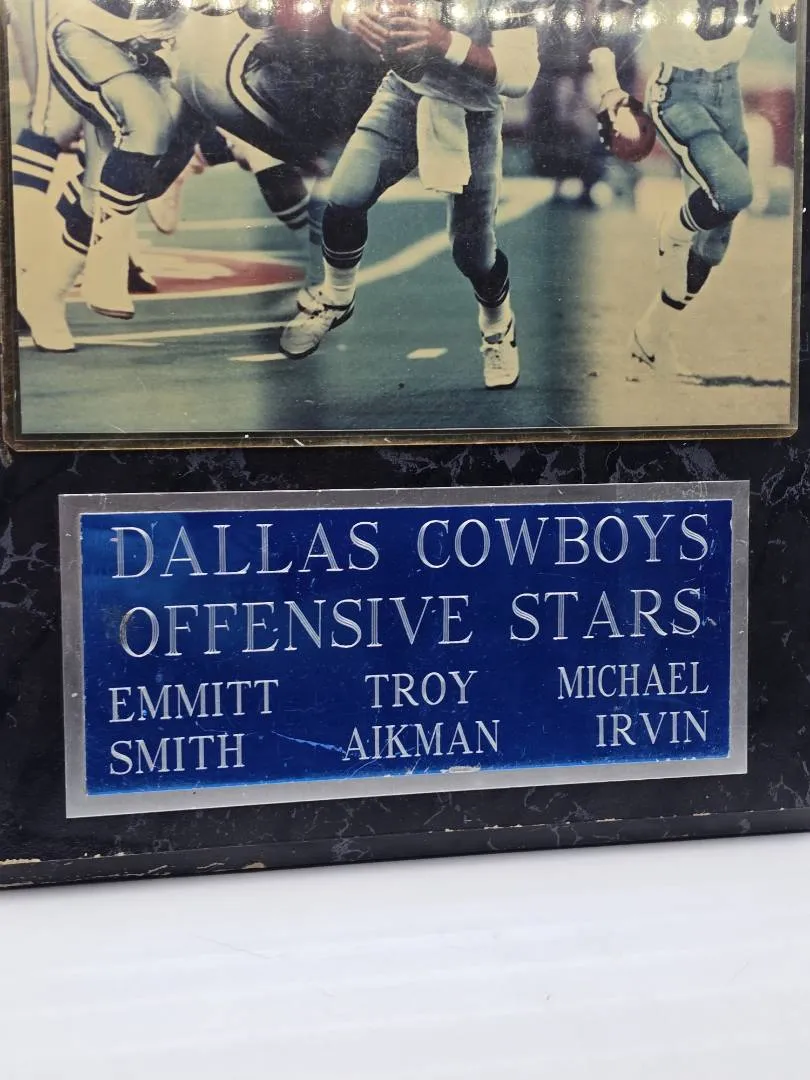 DALLAS COWBOYS
OFFENSIVE STARS
EMMITT TROY MICHAEL
SMITH AIKMAN IRVIN